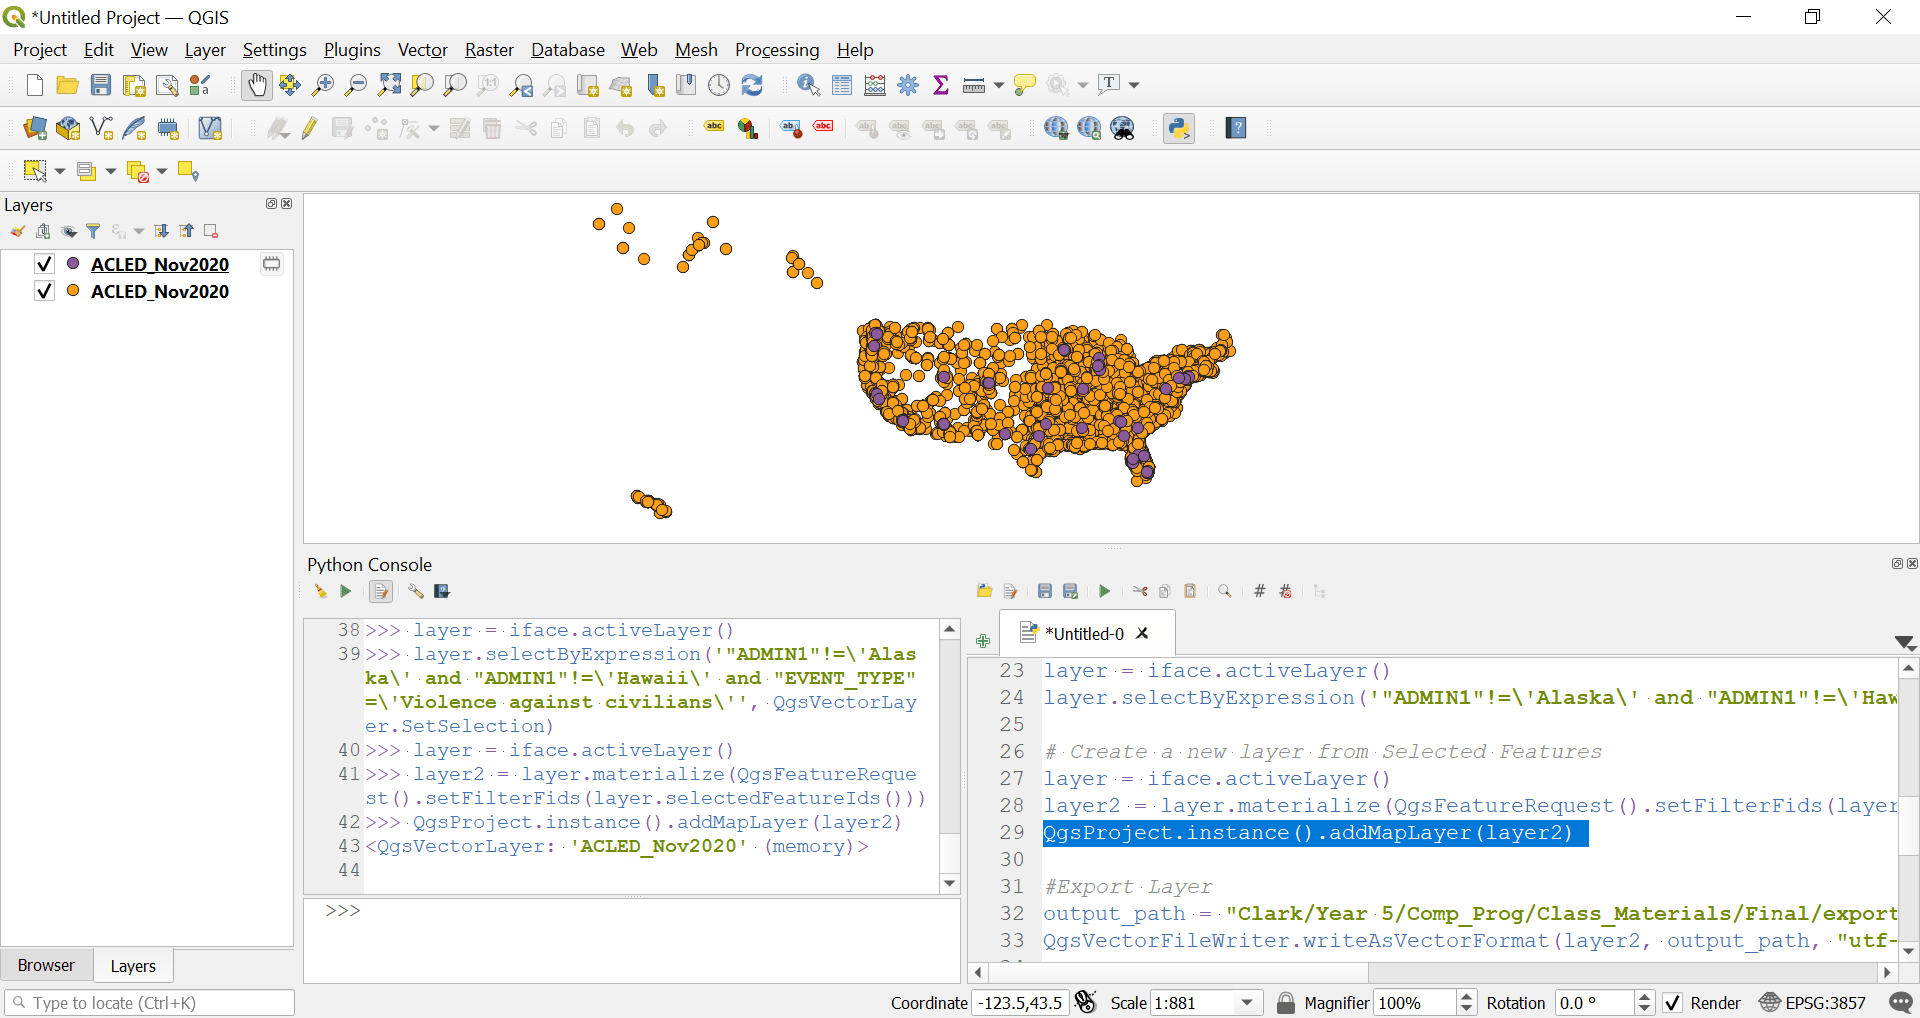 *Untitled Project — QGIS
Project Edit View Layer Settings Plugins Vector Raster Database Web Mesh Processing Help
Layers
ACLED_Nov2020
ACLED_Nov2020
Python Console
38 >>> layer = iface.activeLayer()
39 >>> layer.selectByExpression('"ADMIN1"!=\'Alas
ka\' and "ADMIN1"!=\'Hawaii\' and "EVENT_TYPE"
=\'Violence against civilians\'', QgsVectorLay
er.SetSelection)
40 >>> layer = iface.activeLayer()
41 >>> layer2 = layer.materialize(QgsFeatureReque
st().setFilterFids(layer.selectedFeatureIds()))
42 >>> QgsProject.instance().addMapLayer(layer2)
43 <QgsVectorLayer: 'ACLED_Nov2020' (memory)>
44
>>>
*Untitled-0
23 layer = iface.activeLayer()
24 layer.selectByExpression('"ADMIN1"!=\'Alaska\' and "ADMIN1"!=\'Haw
25
26 # Create a new layer from Selected Features
27 layer = iface.activeLayer()
28 layer2 = layer.materialize(QgsFeatureRequest().setFilterFids(layer
29 QgsProject.instance().addMapLayer(layer2)
30
31 #Export Layer
32 output_path = "Clark/Year 5/Comp_Prog/Class_Materials/Final/export
33 QgsVectorFileWriter.writeAsVectorFormat(layer2, output_path, "utf-
Browser Layers
Type to locate (Ctrl+K) Coordinate -123.5,43.5 Scale 1:881 Magnifier 100% Rotation 0.0 ° Render EPSG:3857